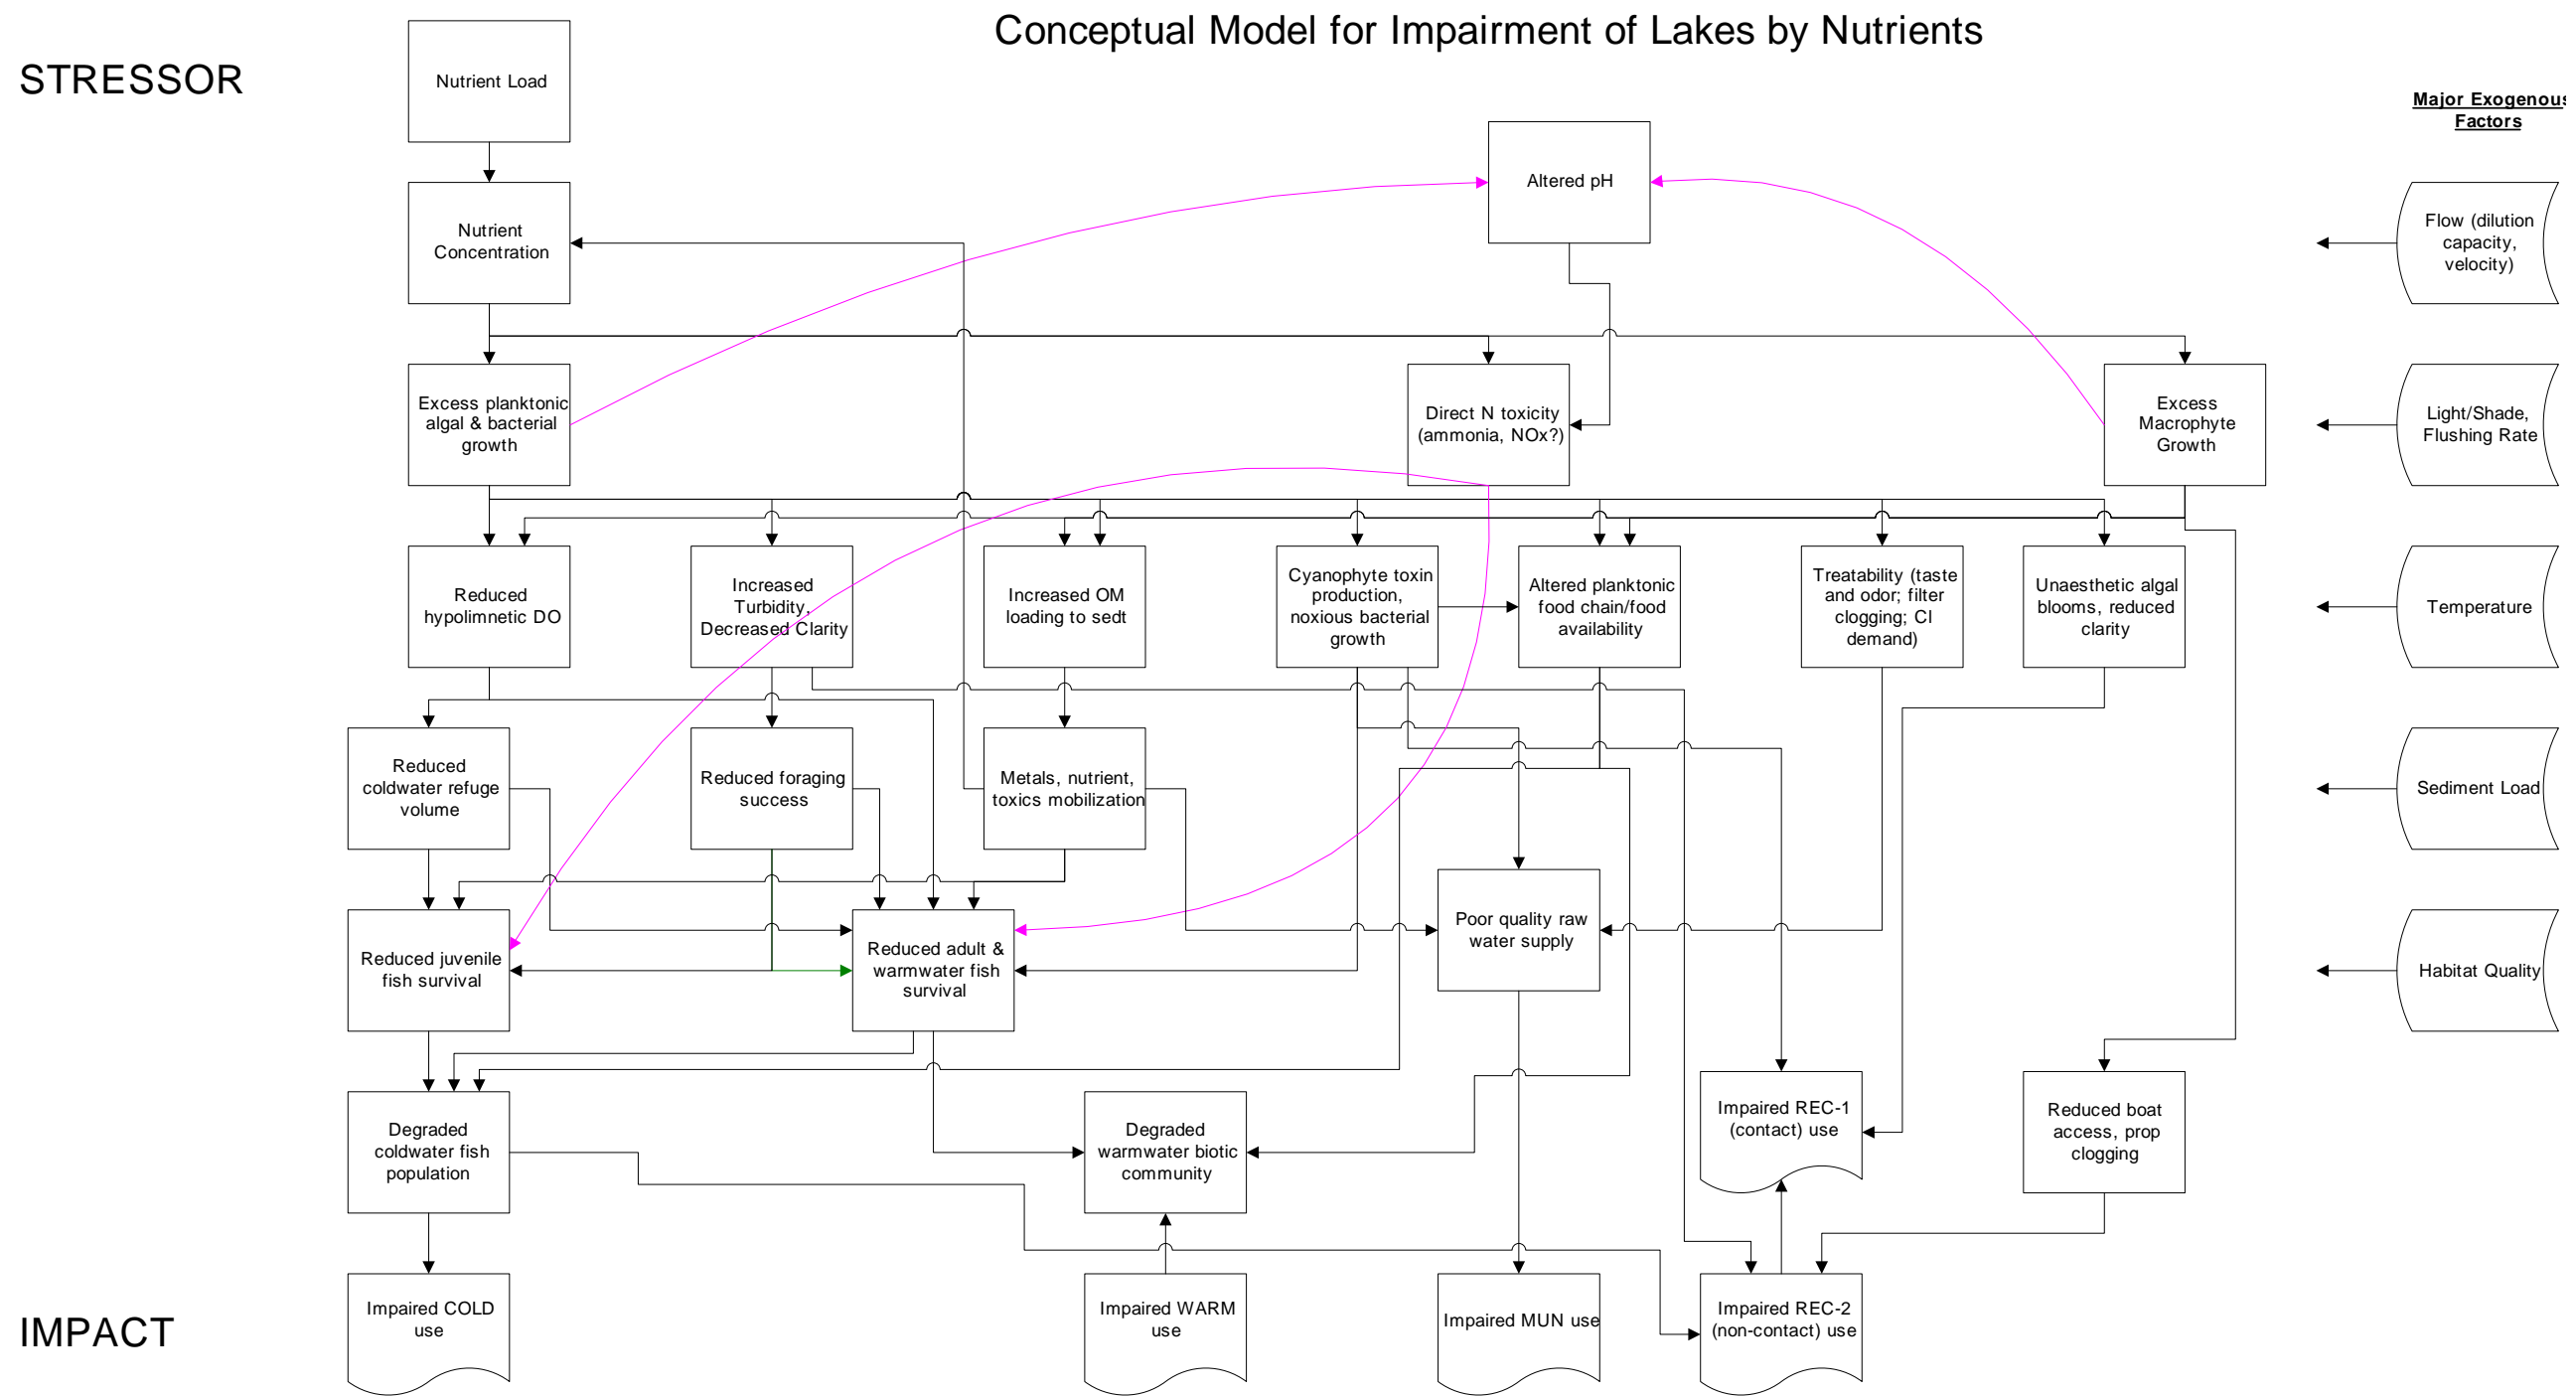 Conceptual Model for Impairment of Lakes by Nutrients
STRESSOR
Nutrient Load
Major Exogenous
Factors
Altered pH
Nutrient
Concentration
Flow (dilution
capacity,
velocity)
Excess planktonic
algal & bacterial
growth
Direct N toxicity
(ammonia, NOx?)
Excess
Macrophyte
Growth
Light/Shade,
Flushing Rate
Reduced
hypolimnetic DO
Increased
Turbidity,
Decreased Clarity
Increased OM
loading to sedt
Cyanophyte toxin
production,
noxious bacterial
growth
Altered planktonic
food chain/food
availability
Treatability (taste
and odor; filter
clogging; Cl
demand)
Unaesthetic algal
blooms, reduced
clarity
Temperature
Reduced
coldwater refuge
volume
Reduced foraging
success
Metals, nutrient,
toxics mobilization
Sediment Load
Poor quality raw
water supply
Reduced juvenile
fish survival
Reduced adult &
warmwater fish
survival
Habitat Quality
Degraded
coldwater fish
population
Degraded
warmwater biotic
community
Impaired REC-1
(contact) use
Reduced boat
access, prop
clogging
IMPACT
Impaired COLD
use
Impaired WARM
use
Impaired MUN use
Impaired REC-2
(non-contact) use